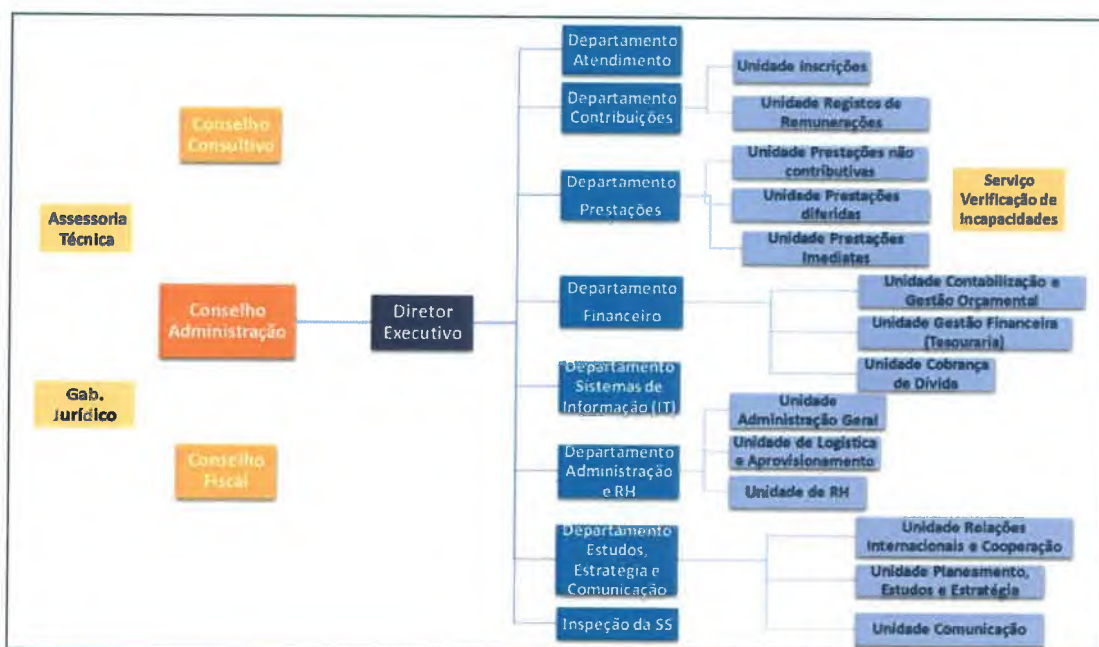 Conselho
Consultivo
Assessoria
Técnica
Conselho
Administração
Gab.
Jurídico
Conselho
Fiscal
Diretor
Executivo
Departamento
Atendimento
Departamento
Contribuições
Unidade Inscrições
Unidade Registos de
Remunerações
Departamento
Prestações
Unidade Prestações não
contributivas
Unidade Prestações
diferidas
Unidade Prestações
Imediatas
Serviço
Verificação de
Incapacidades
Departamento
Financeiro
Unidade Contabilização e
Gestão Orçamental
Unidade Gestão Financeira
(Tesouraria)
Unidade Cobrança
de Divida
Departamento
Sistemas de
Informação (IT)
Departamento
Administração
e RH
Unidade
Administração Geral
Unidade de Logística
e Aprovisionamento
Unidade de RH
Departamento
Estudos,
Estratégia e
Comunicação
Unidade Relações
Internacionais e Cooperação
Unidade Planeamento,
Estudos e Estratégia
Unidade Comunicação
Inspeção da SS